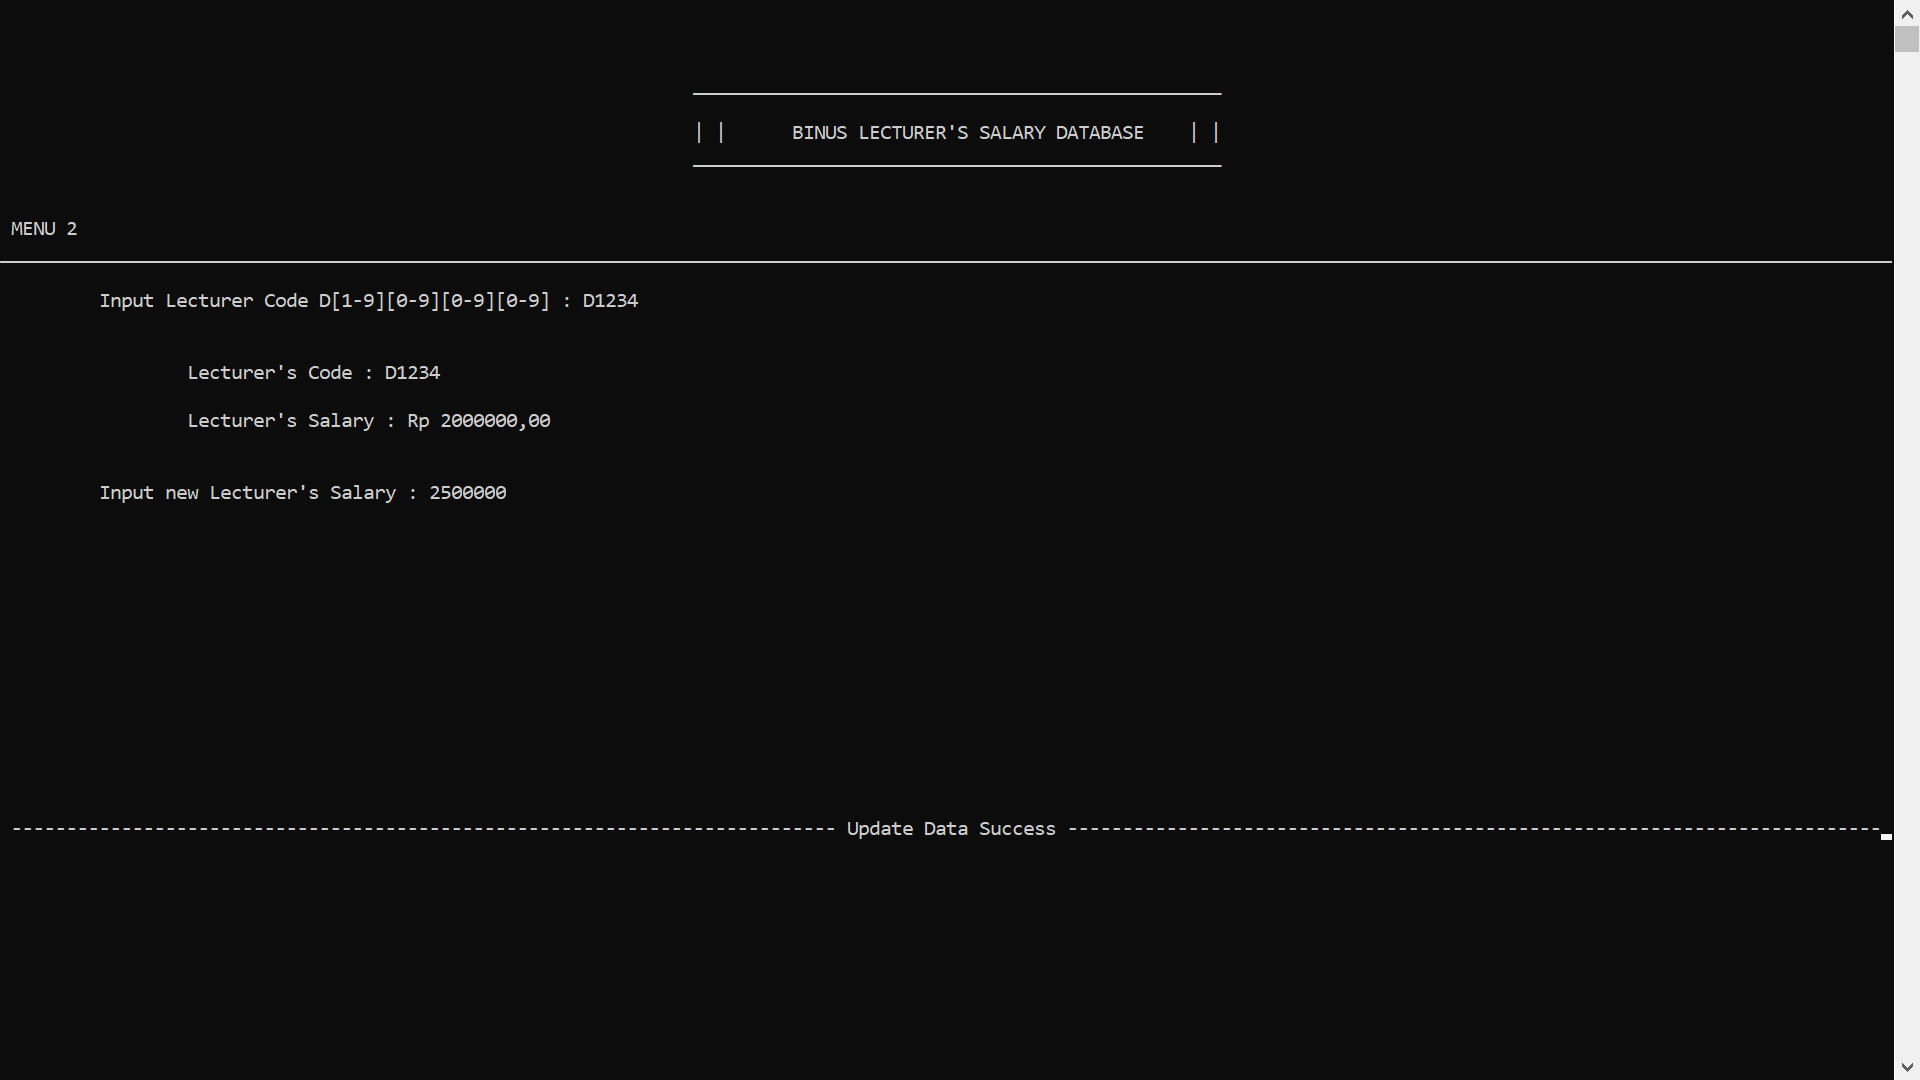 | | BINUS LECTURER'S SALARY DATABASE | |
MENU 2
Input Lecturer Code D[1-9][0-9][0-9][0-9] : D1234
Lecturer's Code : D1234
Lecturer's Salary : Rp 2000000,00
Input new Lecturer's Salary : 2500000
--------------------------------------------------------------------------- Update Data Success --------------------------------------------------------------------------